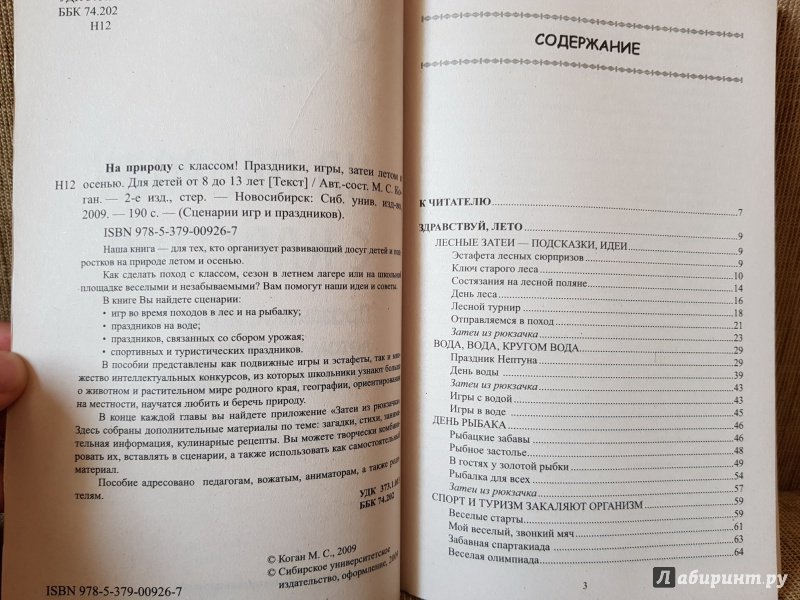 УДК
ББК 74.202
Н12
На природу с классом! Праздники, игры, затеи летом и
Н12 осенью. Для детей от 8 до 13 лет [Текст] / Авт.-сост. М. С. Ко-
ган. — 2-е изд., стер. — Новосибирск: Сиб. унив. изд-во,
2009. — 190 с. — (Сценарии игр и праздников).
ISBN 978-5-379-00926-7
Наша книга — для тех, кто организует развивающий досуг детей и под-
ростков на природе летом и осенью.
Как сделать поход с классом, сезон в летнем лагере или на школьной
площадке веселыми и незабываемыми? Вам помогут наши идеи и советы.
В книге Вы найдете сценарии:
• игр во время походов в лес и на рыбалку;
• праздников на воде;
• праздников, связанных со сбором урожая;
• спортивных и туристических праздников.
В пособии представлены как подвижные игры и эстафеты, так и мно-
жество интеллектуальных конкурсов, из которых школьники узнают больше
о животном и растительном мире родного края, географии, ориентировании
на местности, научатся любить и беречь природу.
В конце каждой главы вы найдете приложение «Затеи из рюкзачка».
Здесь собраны дополнительные материалы по теме: загадки, стихи, занима-
тельная информация, кулинарные рецепты. Вы можете творчески комбини-
ровать их, вставлять в сценарии, а также использовать как самостоятельный
материал.
Пособие адресовано педагогам, вожатым, аниматорам, а также роди-
телям.
УДК 373.1
ББК 74.202
© Коган М. С., 2009
© Сибирское университетское
издательство, оформление, 2009
ISBN 978-5-379-00926-7
СОДЕРЖАНИЕ
К ЧИТАТЕЛЮ 7
ЗДРАВСТВУЙ, ЛЕТО 9
ЛЕСНЫЕ ЗАТЕИ — ПОДСКАЗКИ, ИДЕИ 9
Эстафета лесных сюрпризов 9
Ключ старого леса 10
Состязания на лесной поляне 14
День леса 16
Лесной турнир 18
Отправляемся в поход 21
Затеи из рюкзачка 23
ВОДА, ВОДА, КРУГОМ ВОДА 29
Праздник Нептуна 29
День воды 39
Затеи из рюкзачка 43
Игры с водой 43
Игры в воде 45
ДЕНЬ РЫБАКА 46
Рыбацкие забавы 46
Рыбное застолье 48
В гостях у золотой рыбки 49
Рыбалка для всех 54
Затеи из рюкзачка 57
СПОРТ И ТУРИЗМ ЗАКАЛЯЮТ ОРГАНИЗМ 59
Веселые старты 59
Мой веселый, звонкий мяч 61
Забавная спартакиада 63
Веселая олимпиада 64
3
Лабиринт.ру